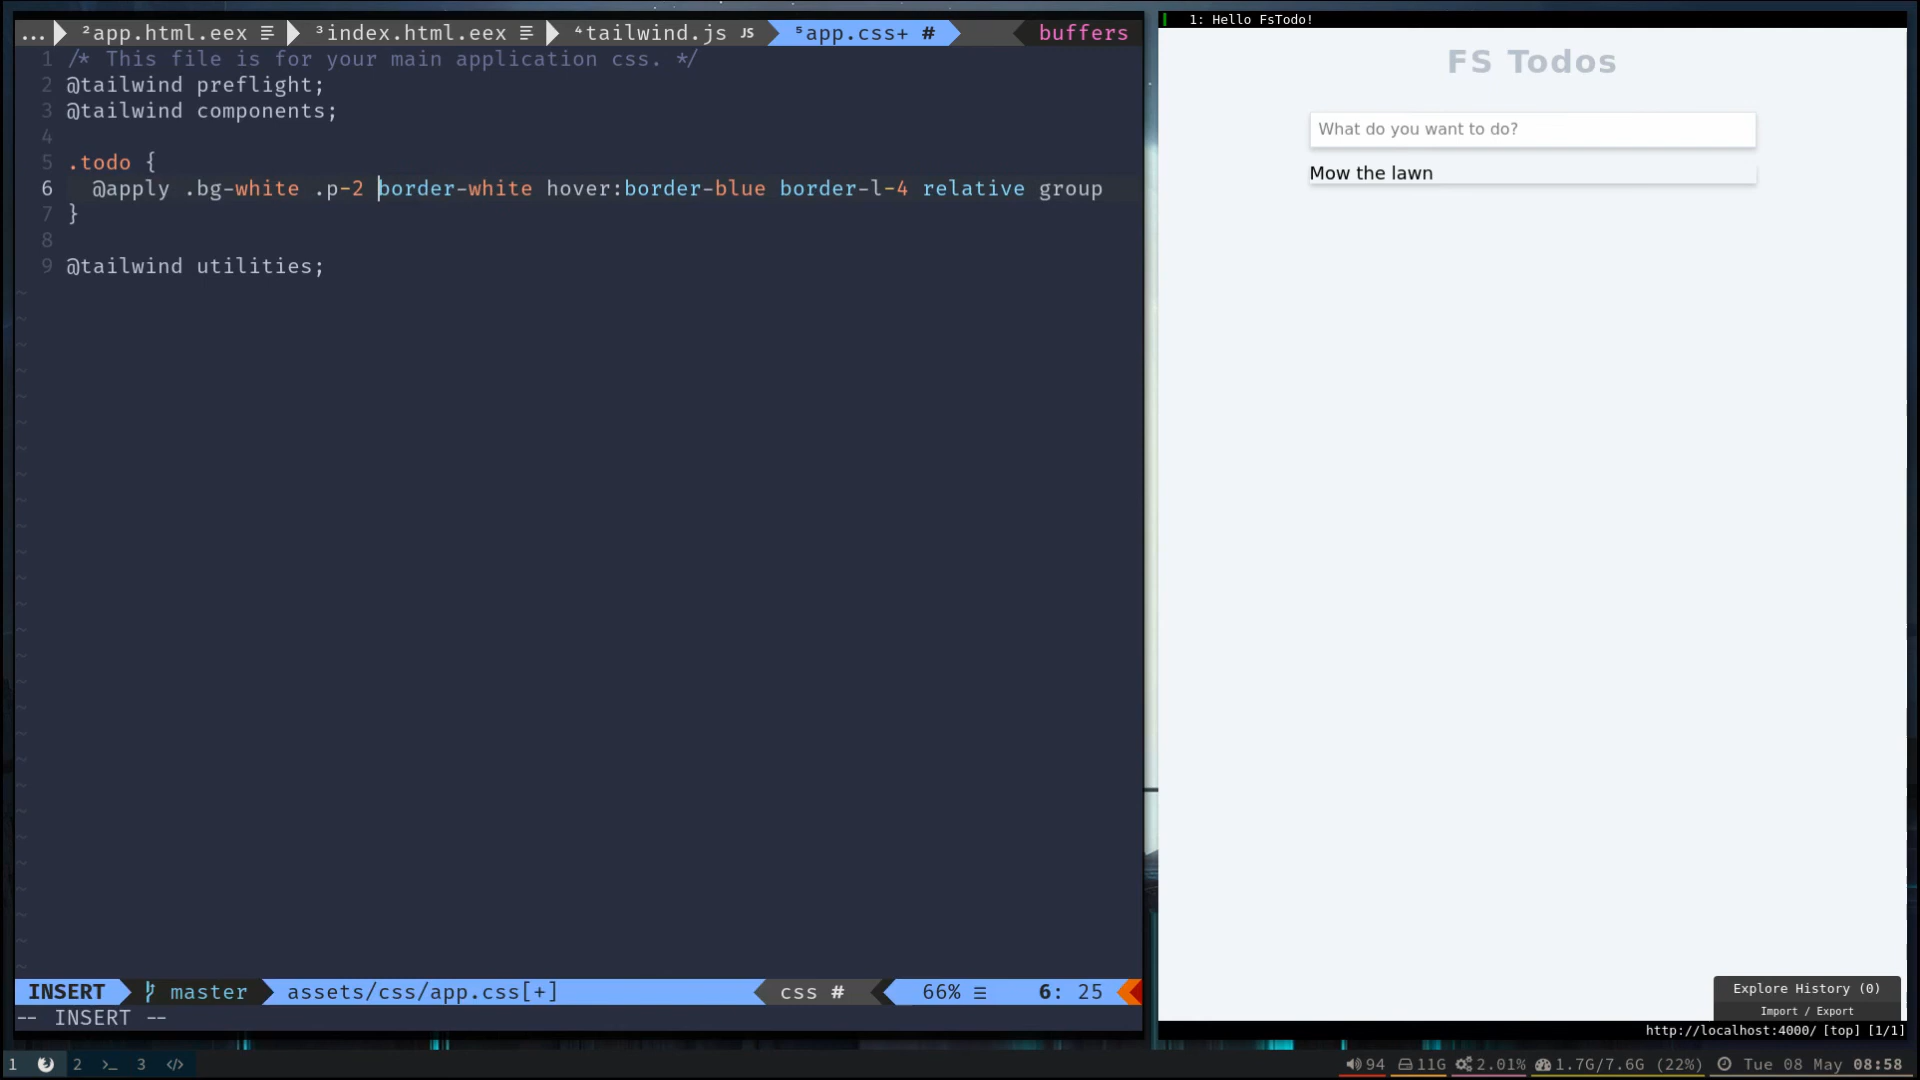 ... ²app.html.eex ³index.html.eex ⁴tailwind.js JS ⁵app.css+ # buffers
1 /* This file is for your main application css. */
2 @tailwind preflight;
3 @tailwind components;
4
5 .todo {
6 @apply .bg-white .p-2 border-white hover:border-blue border-l-4 relative group
7 }
8
9 @tailwind utilities;
INSERT master assets/css/app.css[+] css # 66% 6: 25
-- INSERT --
1: Hello FsTodo!
FS Todos
What do you want to do?
Mow the lawn
Explore History (0)
Import / Export
http://localhost:4000/ [top] [1/1]
1 2 >_ 3 </> 94 11G 2.01% 1.7G/7.6G (22%) Tue 08 May 08:58